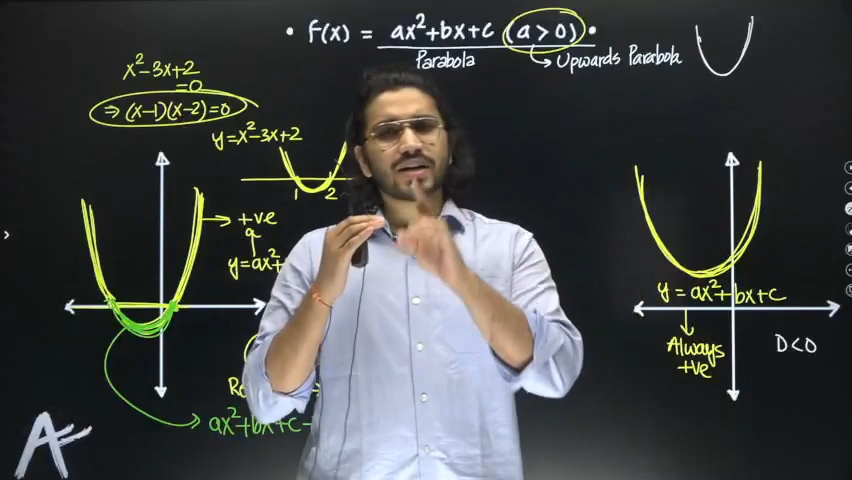 • f(x) = ax²+bx+c (a > 0) •
Parabola
Upwards Parabola
x²-3x+2
=0
⇒ (x-1)(x-2)=0
y=x²-3x+2
1 2
+ve
a
y=ax²+
y = ax²+bx+c
Always
+ve
D<0
ax²+bx+c-
A